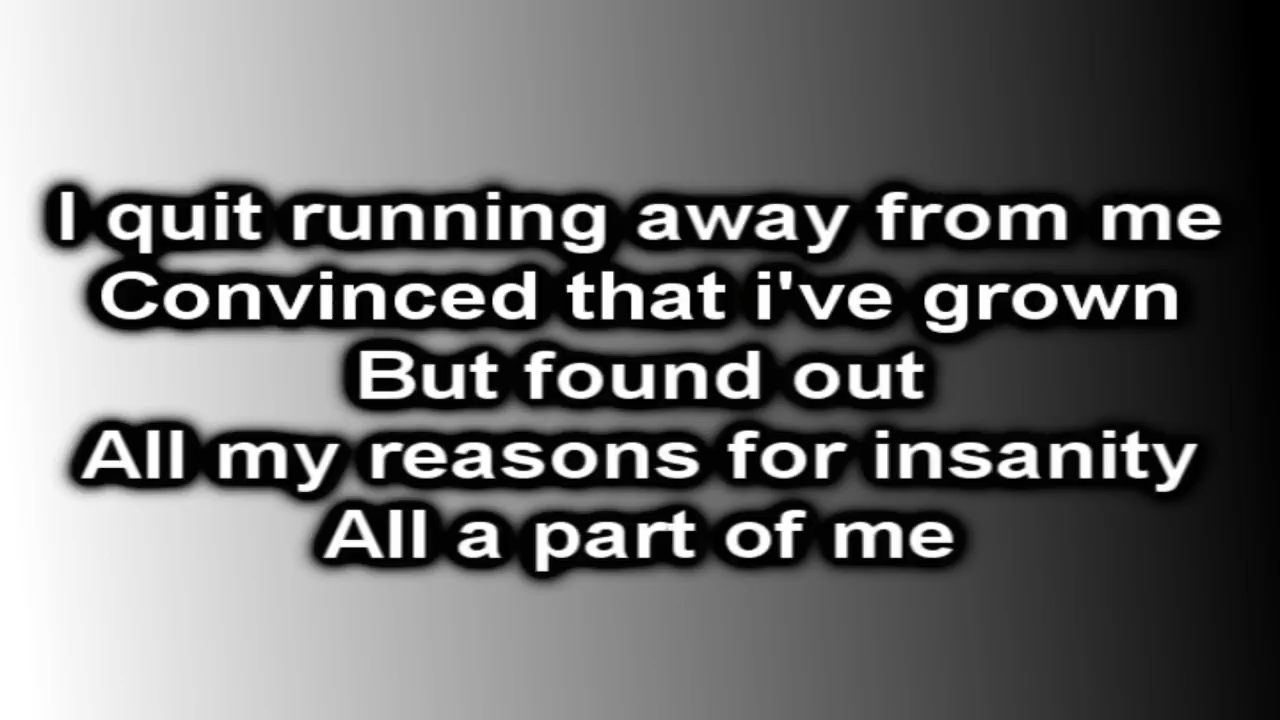 I quit running away from me
Convinced that i've grown
But found out
All my reasons for insanity
All a part of me